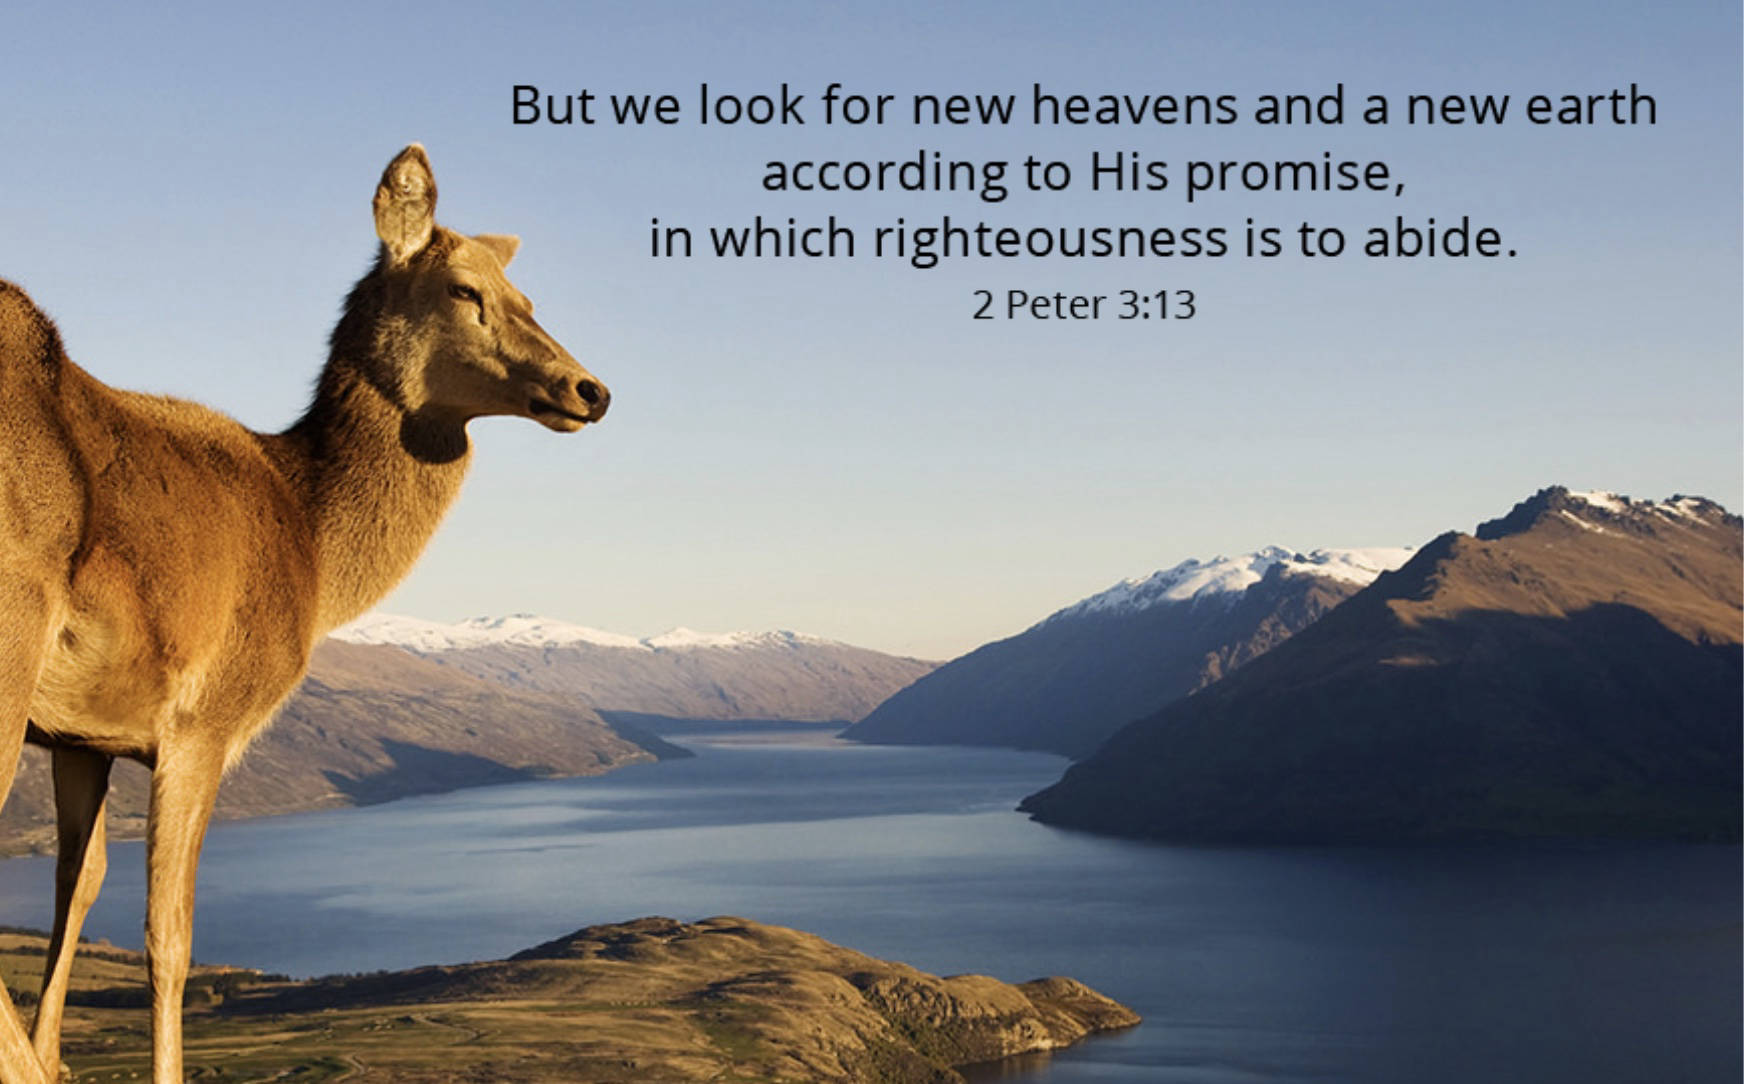 But we look for new heavens and a new earth
according to His promise,
in which righteousness is to abide.
2 Peter 3:13